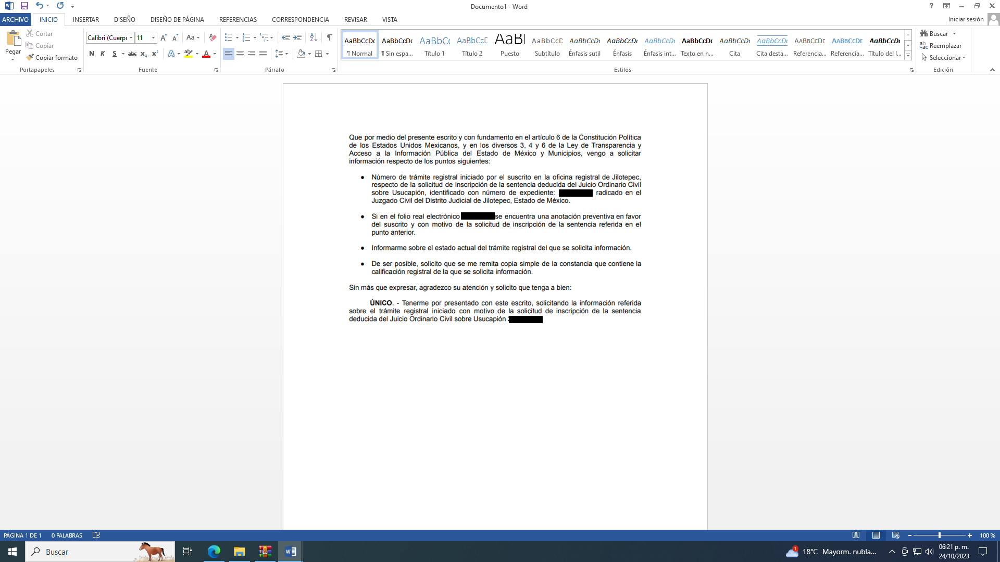 Documento1 - Word
ARCHIVO INICIO INSERTAR DISEÑO DISEÑO DE PÁGINA REFERENCIAS CORRESPONDENCIA REVISAR VISTA Iniciar sesión
Pegar
Cortar
Copiar
Copiar formato
Portapapeles
Calibri (Cuerpo 11
N K S abc x₂ x²
Fuente
Párrafo
AaBbCcDc AaBbCcDc AaBbCc AaBbCcD AaB AaBbCcD AaBbCcDc AaBbCcDc AaBbCcDc AaBbCcDc AaBbCcDc AaBbCcDc AABBCCDE AABBCCDE AaBbCcDc
¶ Normal ¶ Sin espa... Título 1 Título 2 Puesto Subtítulo Énfasis sutil Énfasis Énfasis int... Texto en n... Cita Cita desta... Referencia... Referencia... Título del l...
Estilos
Buscar
Reemplazar
Seleccionar
Edición
Que por medio del presente escrito y con fundamento en el artículo 6 de la Constitución Política
de los Estados Unidos Mexicanos, y en los diversos 3, 4 y 6 de la Ley de Transparencia y
Acceso a la Información Pública del Estado de México y Municipios, vengo a solicitar
información respecto de los puntos siguientes:
● Número de trámite registral iniciado por el suscrito en la oficina registral de Jilotepec,
respecto de la solicitud de inscripción de la sentencia deducida del Juicio Ordinario Civil
sobre Usucapión, identificado con número de expediente: radicado en el
Juzgado Civil del Distrito Judicial de Jilotepec, Estado de México.
● Si en el folio real electrónico se encuentra una anotación preventiva en favor
del suscrito y con motivo de la solicitud de inscripción de la sentencia referida en el
punto anterior.
● Informarme sobre el estado actual del trámite registral del que se solicita información.
● De ser posible, solicito que se me remita copia simple de la constancia que contiene la
calificación registral de la que se solicita información.
Sin más que expresar, agradezco su atención y solicito que tenga a bien:
ÚNICO. - Tenerme por presentado con este escrito, solicitando la información referida
sobre el trámite registral iniciado con motivo de la solicitud de inscripción de la sentencia
deducida del Juicio Ordinario Civil sobre Usucapión
PÁGINA 1 DE 1 0 PALABRAS 100 %
Buscar
18°C Mayorm. nubla...
06:21 p. m.
24/10/2023